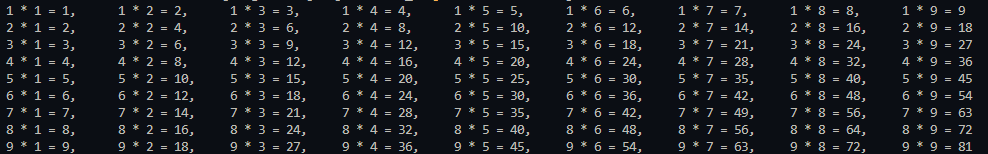 1 * 1 = 1, 1 * 2 = 2, 1 * 3 = 3, 1 * 4 = 4, 1 * 5 = 5, 1 * 6 = 6, 1 * 7 = 7, 1 * 8 = 8, 1 * 9 = 9
2 * 1 = 2, 2 * 2 = 4, 2 * 3 = 6, 2 * 4 = 8, 2 * 5 = 10, 2 * 6 = 12, 2 * 7 = 14, 2 * 8 = 16, 2 * 9 = 18
3 * 1 = 3, 3 * 2 = 6, 3 * 3 = 9, 3 * 4 = 12, 3 * 5 = 15, 3 * 6 = 18, 3 * 7 = 21, 3 * 8 = 24, 3 * 9 = 27
4 * 1 = 4, 4 * 2 = 8, 4 * 3 = 12, 4 * 4 = 16, 4 * 5 = 20, 4 * 6 = 24, 4 * 7 = 28, 4 * 8 = 32, 4 * 9 = 36
5 * 1 = 5, 5 * 2 = 10, 5 * 3 = 15, 5 * 4 = 20, 5 * 5 = 25, 5 * 6 = 30, 5 * 7 = 35, 5 * 8 = 40, 5 * 9 = 45
6 * 1 = 6, 6 * 2 = 12, 6 * 3 = 18, 6 * 4 = 24, 6 * 5 = 30, 6 * 6 = 36, 6 * 7 = 42, 6 * 8 = 48, 6 * 9 = 54
7 * 1 = 7, 7 * 2 = 14, 7 * 3 = 21, 7 * 4 = 28, 7 * 5 = 35, 7 * 6 = 42, 7 * 7 = 49, 7 * 8 = 56, 7 * 9 = 63
8 * 1 = 8, 8 * 2 = 16, 8 * 3 = 24, 8 * 4 = 32, 8 * 5 = 40, 8 * 6 = 48, 8 * 7 = 56, 8 * 8 = 64, 8 * 9 = 72
9 * 1 = 9, 9 * 2 = 18, 9 * 3 = 27, 9 * 4 = 36, 9 * 5 = 45, 9 * 6 = 54, 9 * 7 = 63, 9 * 8 = 72, 9 * 9 = 81